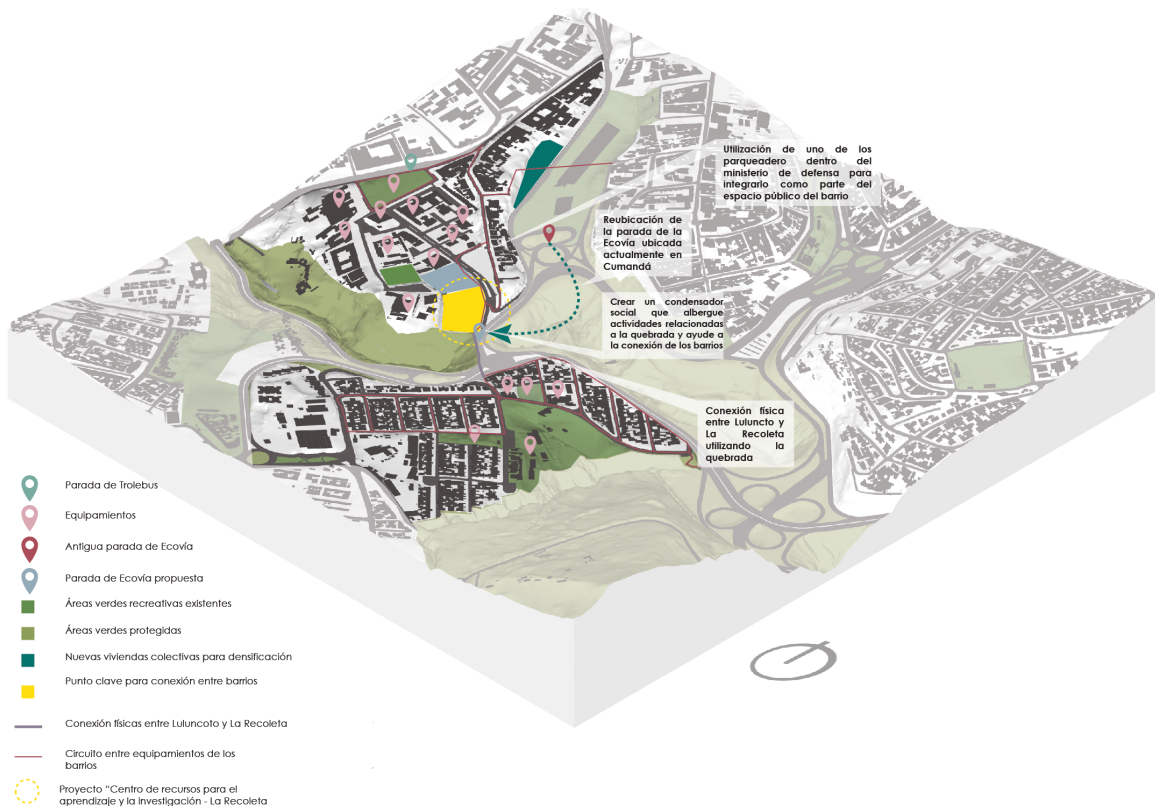 Utilización de uno de los
parqueadero dentro del
ministerio de defensa para
integrarlo como parte del
espacio público del barrio
Reubicación de
la parada de la
Ecovía ubicada
actualmente en
Cumandá
Crear un condensador
social que albergue
actividades relacionadas
a la quebrada y ayude a
la conexión de los barrios
Conexión física
entre Luluncto y
La Recoleta
utilizando la
quebrada
Parada de Trolebus
Equipamientos
Antigua parada de Ecovía
Parada de Ecovía propuesta
Áreas verdes recreativas existentes
Áreas verdes protegidas
Nuevas viviendas colectivas para densificación
Punto clave para conexión entre barrios
Conexión físicas entre Luluncoto y La Recoleta
Circuito entre equipamientos de los
barrios
Proyecto "Centro de recursos para el
aprendizaje y la investigación - La Recoleta